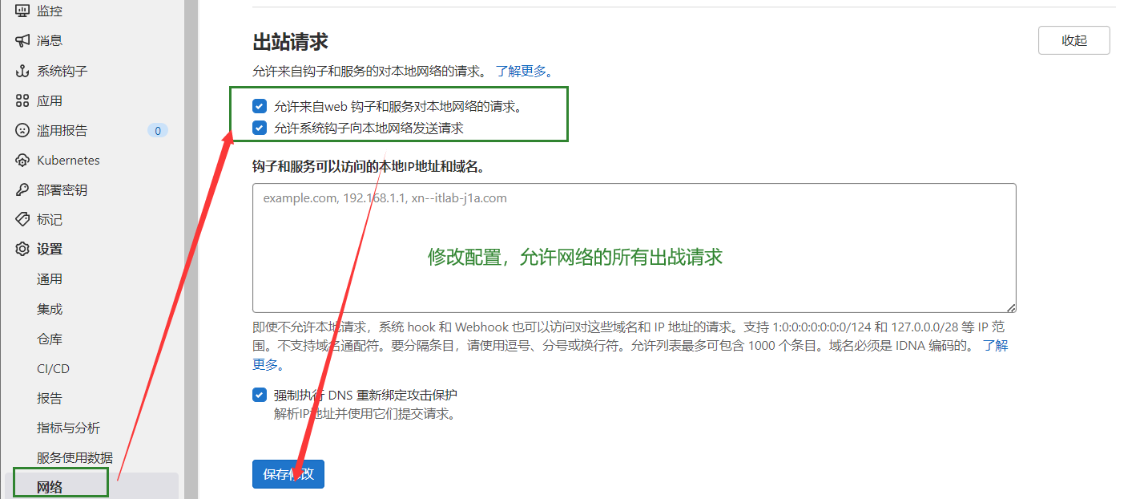 监控
消息
系统钩子
应用
滥用报告 0
Kubernetes
部署密钥
标记
设置
通用
集成
仓库
CI/CD
报告
指标与分析
服务使用数据
网络
出站请求
收起
允许来自钩子和服务的对本地网络的请求。 了解更多。
允许来自web 钩子和服务对本地网络的请求。
允许系统钩子向本地网络发送请求
钩子和服务可以访问的本地IP地址和域名。
example.com, 192.168.1.1, xn--itlab-j1a.com
修改配置，允许网络的所有出战请求
即使不允许本地请求，系统 hook 和 Webhook 也可以访问对这些域名和 IP 地址的请求。支持 1:0:0:0:0:0:0:0/124 和 127.0.0.0/28 等 IP 范
围。不支持域名通配符。要分隔条目，请使用逗号、分号或换行符。允许列表最多可包含 1000 个条目。域名必须是 IDNA 编码的。 了解
更多。
强制执行 DNS 重新绑定攻击保护
解析IP地址并使用它们提交请求。
保存修改